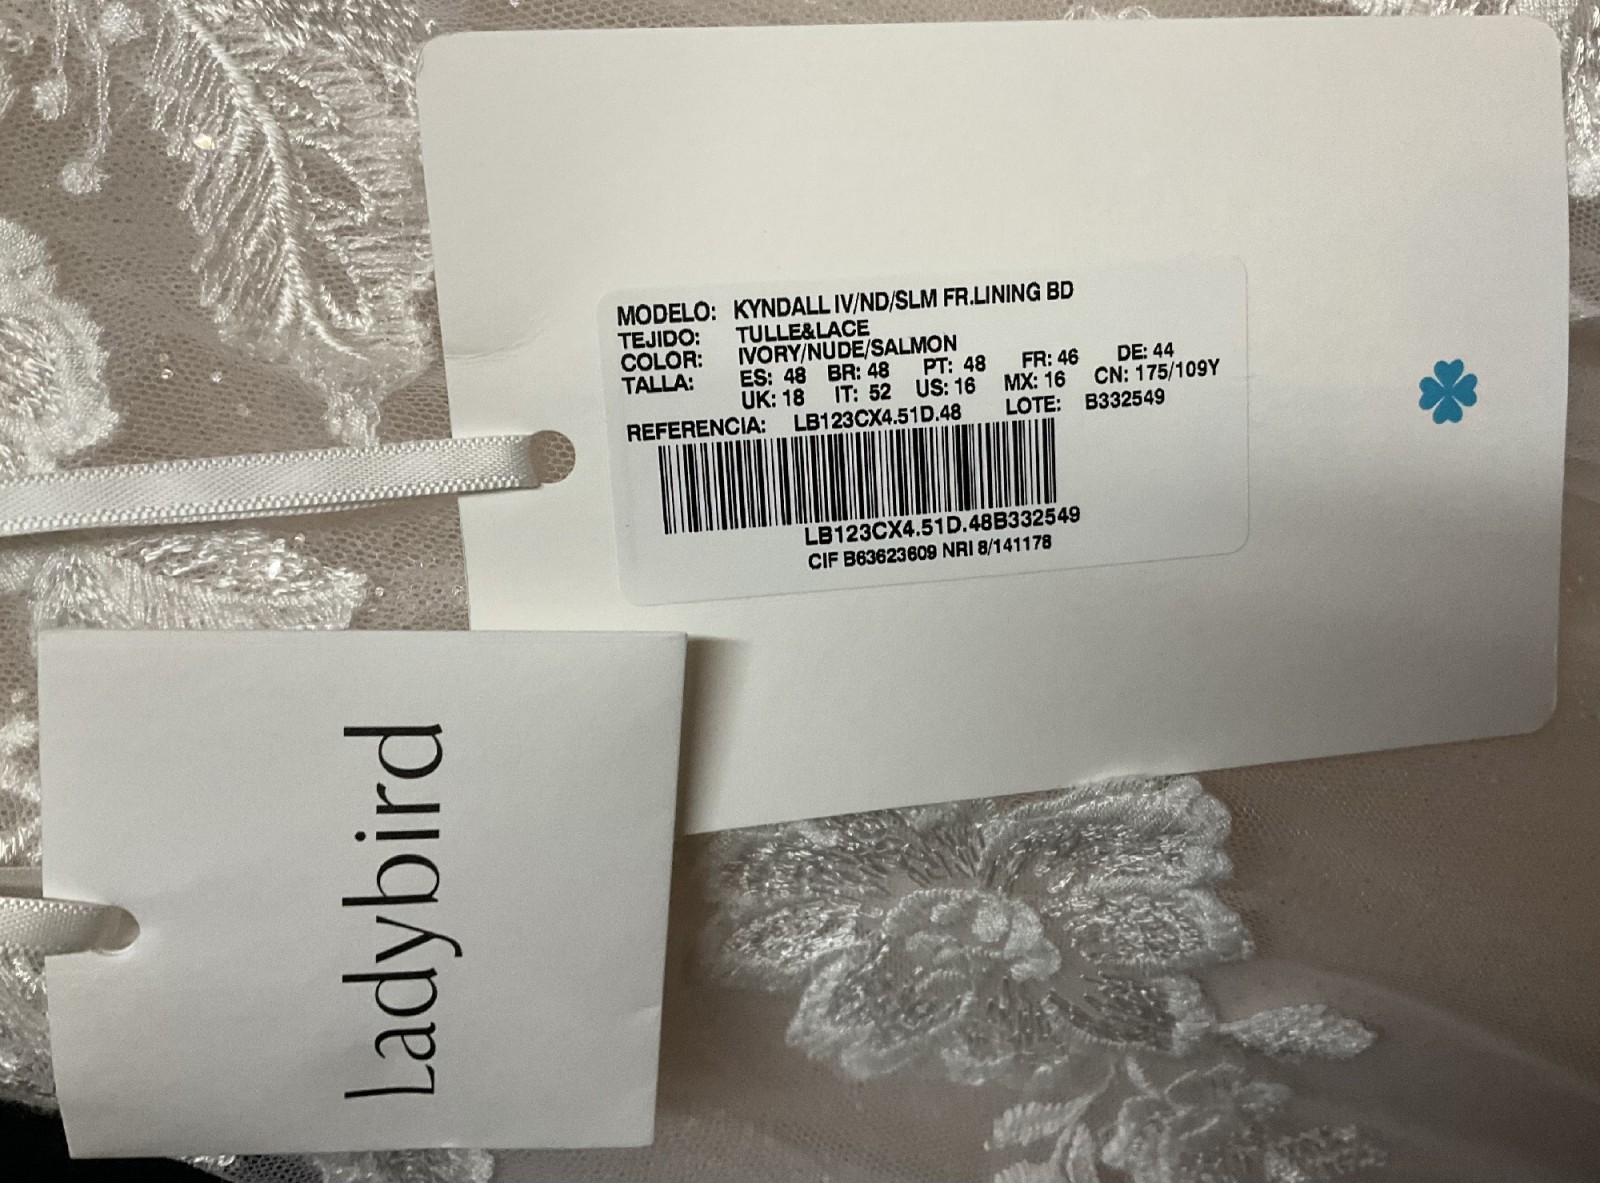 MODELO: KYNDALL IV/ND/SLM FR.LINING BD
TEJIDO: TULLE&LACE
COLOR: IVORY/NUDE/SALMON
TALLA: ES: 48 BR: 48 PT: 48 FR: 46 DE: 44
UK: 18 IT: 52 US: 16 MX: 16 CN: 175/109Y
REFERENCIA: LB123CX4.51D.48 LOTE: B332549
LB123CX4.51D.48B332549
CIF B63623609 NRI 8/141178
Ladybird